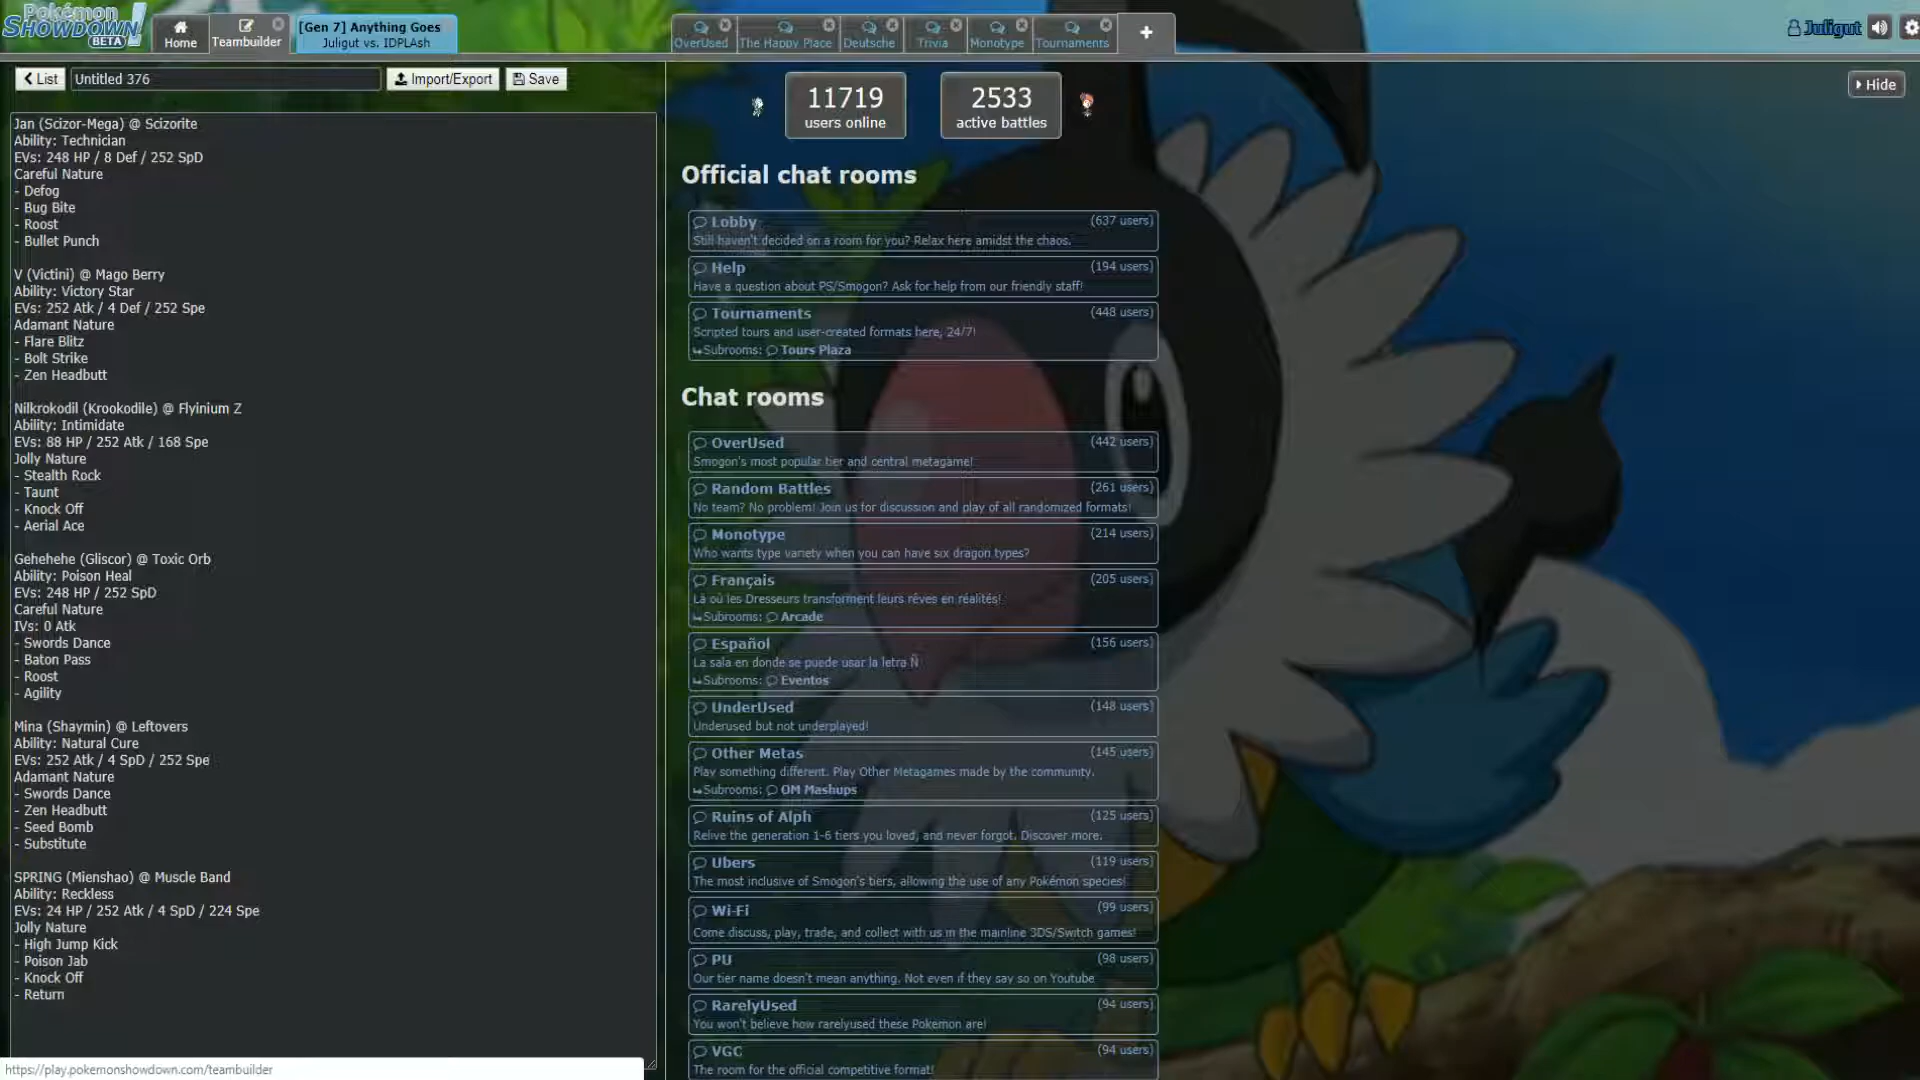 Pokémon
SHOWDOWN!
BETA
Home
Teambuilder
[Gen 7] Anything Goes
Juligut vs. IDPLAsh
OverUsed
The Happy Place
Deutsche
Trivia
Monotype
Tournaments
+
Juligut
List
Untitled 376
Import/Export
Save
Jan (Scizor-Mega) @ Scizorite
Ability: Technician
EVs: 248 HP / 8 Def / 252 SpD
Careful Nature
- Defog
- Bug Bite
- Roost
- Bullet Punch
V (Victini) @ Mago Berry
Ability: Victory Star
EVs: 252 Atk / 4 Def / 252 Spe
Adamant Nature
- Flare Blitz
- Bolt Strike
- Zen Headbutt
Nilkrokodil (Krookodile) @ Flyinium Z
Ability: Intimidate
EVs: 88 HP / 252 Atk / 168 Spe
Jolly Nature
- Stealth Rock
- Taunt
- Knock Off
- Aerial Ace
Gehehehe (Gliscor) @ Toxic Orb
Ability: Poison Heal
EVs: 248 HP / 252 SpD
Careful Nature
IVs: 0 Atk
- Swords Dance
- Baton Pass
- Roost
- Agility
Mina (Shaymin) @ Leftovers
Ability: Natural Cure
EVs: 252 Atk / 4 SpD / 252 Spe
Adamant Nature
- Swords Dance
- Zen Headbutt
- Seed Bomb
- Substitute
SPRING (Mienshao) @ Muscle Band
Ability: Reckless
EVs: 24 HP / 252 Atk / 4 SpD / 224 Spe
Jolly Nature
- High Jump Kick
- Poison Jab
- Knock Off
- Return
https://play.pokemonshowdown.com/teambuilder
11719
users online
2533
active battles
Hide
Official chat rooms
Lobby (637 users)
Still haven't decided on a room for you? Relax here amidst the chaos.
Help (194 users)
Have a question about PS/Smogon? Ask for help from our friendly staff!
Tournaments (448 users)
Scripted tours and user-created formats here, 24/7!
Subrooms: Tours Plaza
Chat rooms
OverUsed (442 users)
Smogon's most popular tier and central metagame!
Random Battles (261 users)
No team? No problem! Join us for discussion and play of all randomized formats!
Monotype (214 users)
Who wants type variety when you can have six dragon types?
Français (205 users)
Là où les Dresseurs transforment leurs rêves en réalités!
Subrooms: Arcade
Español (156 users)
La sala en donde se puede usar la letra Ñ
Subrooms: Eventos
UnderUsed (148 users)
Underused but not underplayed!
Other Metas (145 users)
Play something different. Play Other Metagames made by the community.
Subrooms: OM Mashups
Ruins of Alph (125 users)
Relive the generation 1-6 tiers you loved, and never forgot. Discover more.
Ubers (119 users)
The most inclusive of Smogon's tiers, allowing the use of any Pokémon species!
Wi-Fi (99 users)
Come discuss, play, trade, and collect with us in the mainline 3DS/Switch games!
PU (98 users)
Our tier name doesn't mean anything. Not even if they say so on Youtube
RarelyUsed (94 users)
You won't believe how rarelyused these Pokemon are!
VGC (94 users)
The room for the official competitive format!